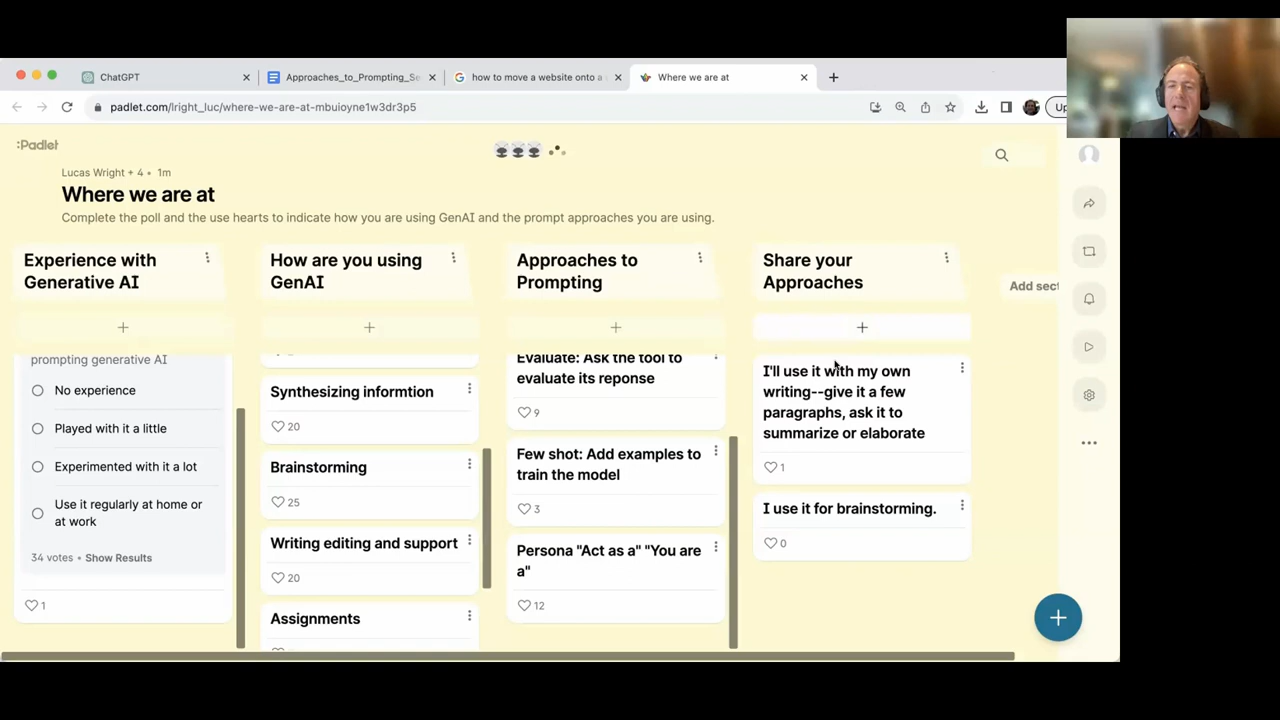 ChatGPT
Approaches_to_Prompting_Se
how to move a website onto a
Where we are at
padlet.com/lright_luc/where-we-are-at-mbuioyne1w3dr3p5
Up
:Padlet
Lucas Wright + 4 • 1m
Where we are at
Complete the poll and the use hearts to indicate how you are using GenAI and the prompt approaches you are using.
Experience with
Generative AI
prompting generative AI
No experience
Played with it a little
Experimented with it a lot
Use it regularly at home or
at work
34 votes • Show Results
1
How are you using
GenAI
Synthesizing informtion
20
Brainstorming
25
Writing editing and support
20
Assignments
Approaches to
Prompting
Evaluate: Ask the tool to
evaluate its reponse
9
Few shot: Add examples to
train the model
3
Persona "Act as a" "You are
a"
12
Share your
Approaches
I'll use it with my own
writing--give it a few
paragraphs, ask it to
summarize or elaborate
1
I use it for brainstorming.
0
Add sect